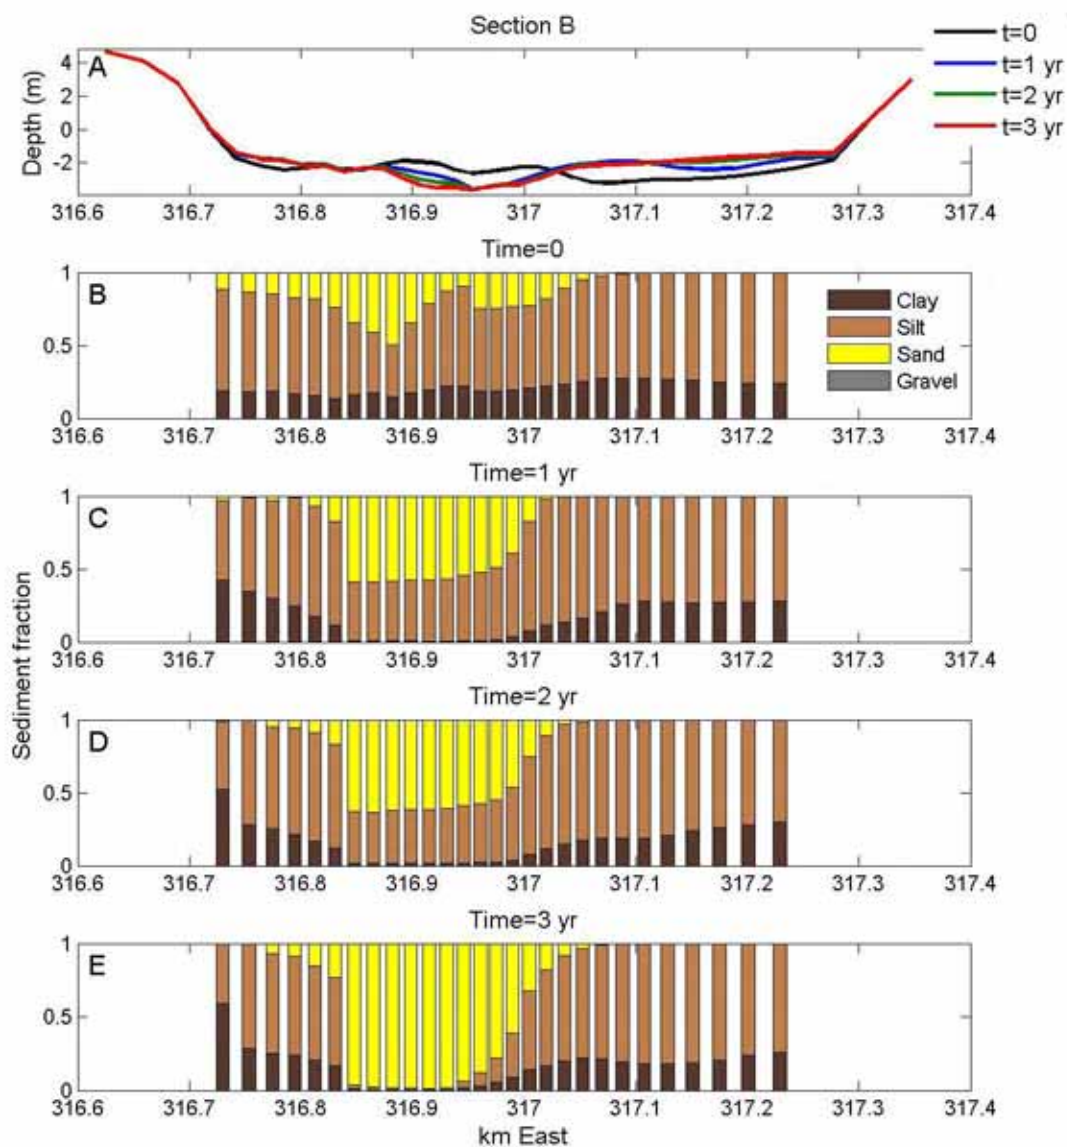 Section B
t=0
t=1 yr
t=2 yr
t=3 yr
A
Depth (m)
4
2
0
-2
316.6 316.7 316.8 316.9 317 317.1 317.2 317.3 317.4
Time=0
B
Clay
Silt
Sand
Gravel
1
0.5
0
316.6 316.7 316.8 316.9 317 317.1 317.2 317.3 317.4
Time=1 yr
C
1
0.5
0
316.6 316.7 316.8 316.9 317 317.1 317.2 317.3 317.4
Sediment fraction
Time=2 yr
D
1
0.5
0
316.6 316.7 316.8 316.9 317 317.1 317.2 317.3 317.4
Time=3 yr
E
1
0.5
0
316.6 316.7 316.8 316.9 317 317.1 317.2 317.3 317.4
km East